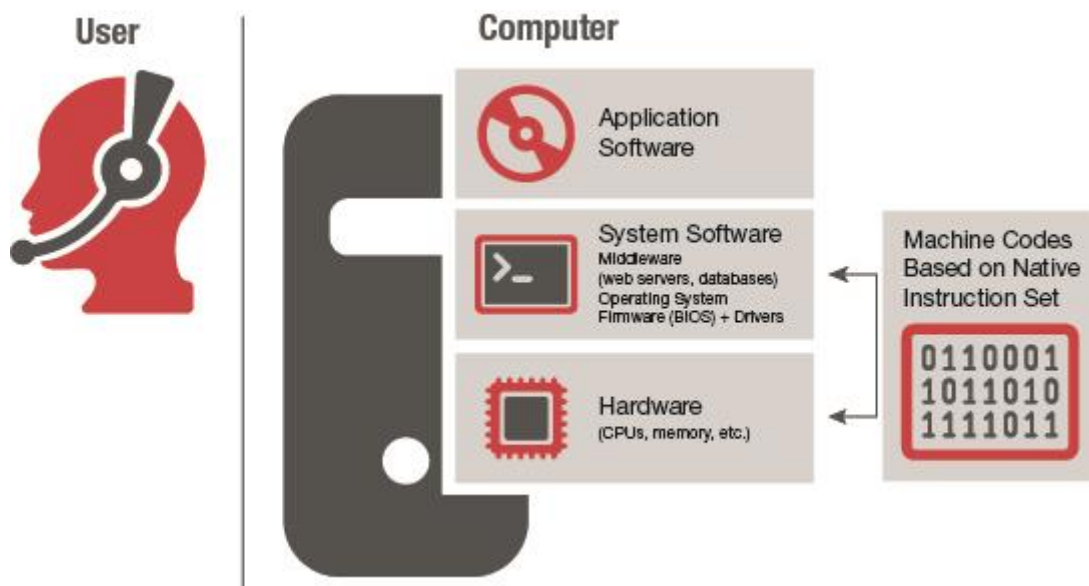 User
Computer
Application
Software
System Software
Middleware
(web servers, databases)
Operating System
Firmware (BIOS) + Drivers
>_
Hardware
(CPUs, memory, etc.)
Machine Codes
Based on Native
Instruction Set
0110001
1011010
1111011